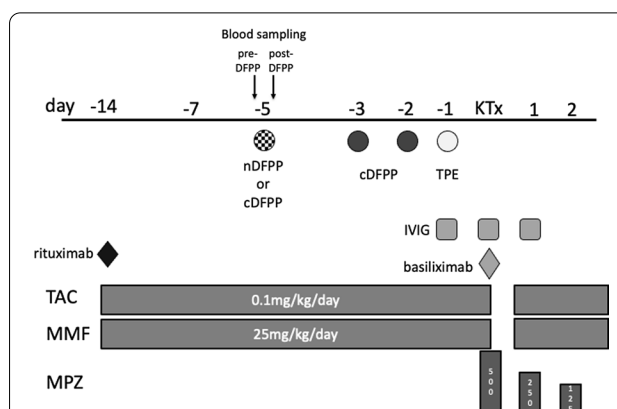 Blood sampling
pre- post-
DFPP DFPP
day -14 -7 -5 -3 -2 -1 KTx 1 2
nDFPP
or
cDFPP
cDFPP TPE
IVIG
rituximab
basiliximab
TAC 0.1mg/kg/day
MMF 25mg/kg/day
MPZ 500 250 125